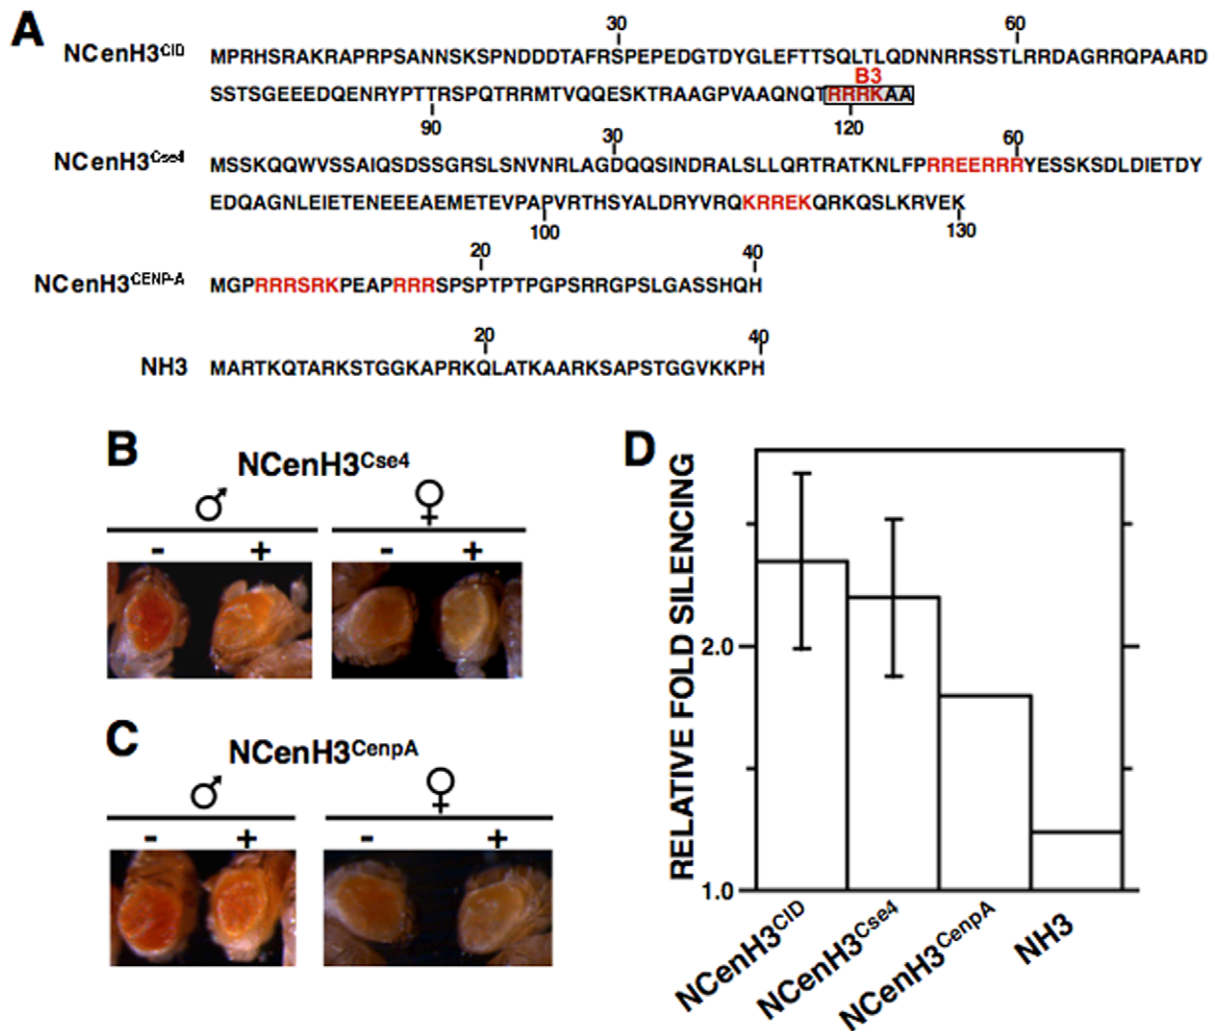 A
30
60
NCenH3CID MPRHSRAKRAPRPSANNSKSPNDDDTAFRSPEPEDGTDYGLEFTTSQLTLQDNNRRSSTLRRDAGRRQPAARD
B3
SSTSGEEEDQENRYPTTRSPQTRRMTVQQESKTRAAGPVAAQNQTRRRKAA
90
120
30
60
NCenH3Cse4 MSSKQQWVSSAIQSDSSGRSLSNVNRLAGDQQSINDRALSLLQRTRATKNLFPRREERRRYESSKSDLDIETDY
EDQAGNLEIETENEEEAEMETEVPAPVRTHSYALDRYVRQKRREKQRKQSLKRVEK
100
130
20
40
NCenH3CENP-A MGPRRRSRKPEAPRRRSPSPTPTPGPSRRGPSLGASSHQH
20
40
NH3 MARTKQTARKSTGGKAPRKQLATKAARKSAPSTGGVKKPH
B
NCenH3Cse4
♂ ♀
- + - +
C
NCenH3CenpA
♂ ♀
- + - +
D
RELATIVE FOLD SILENCING
2.0
1.0
NCenH3CID
NCenH3Cse4
NCenH3CenpA
NH3